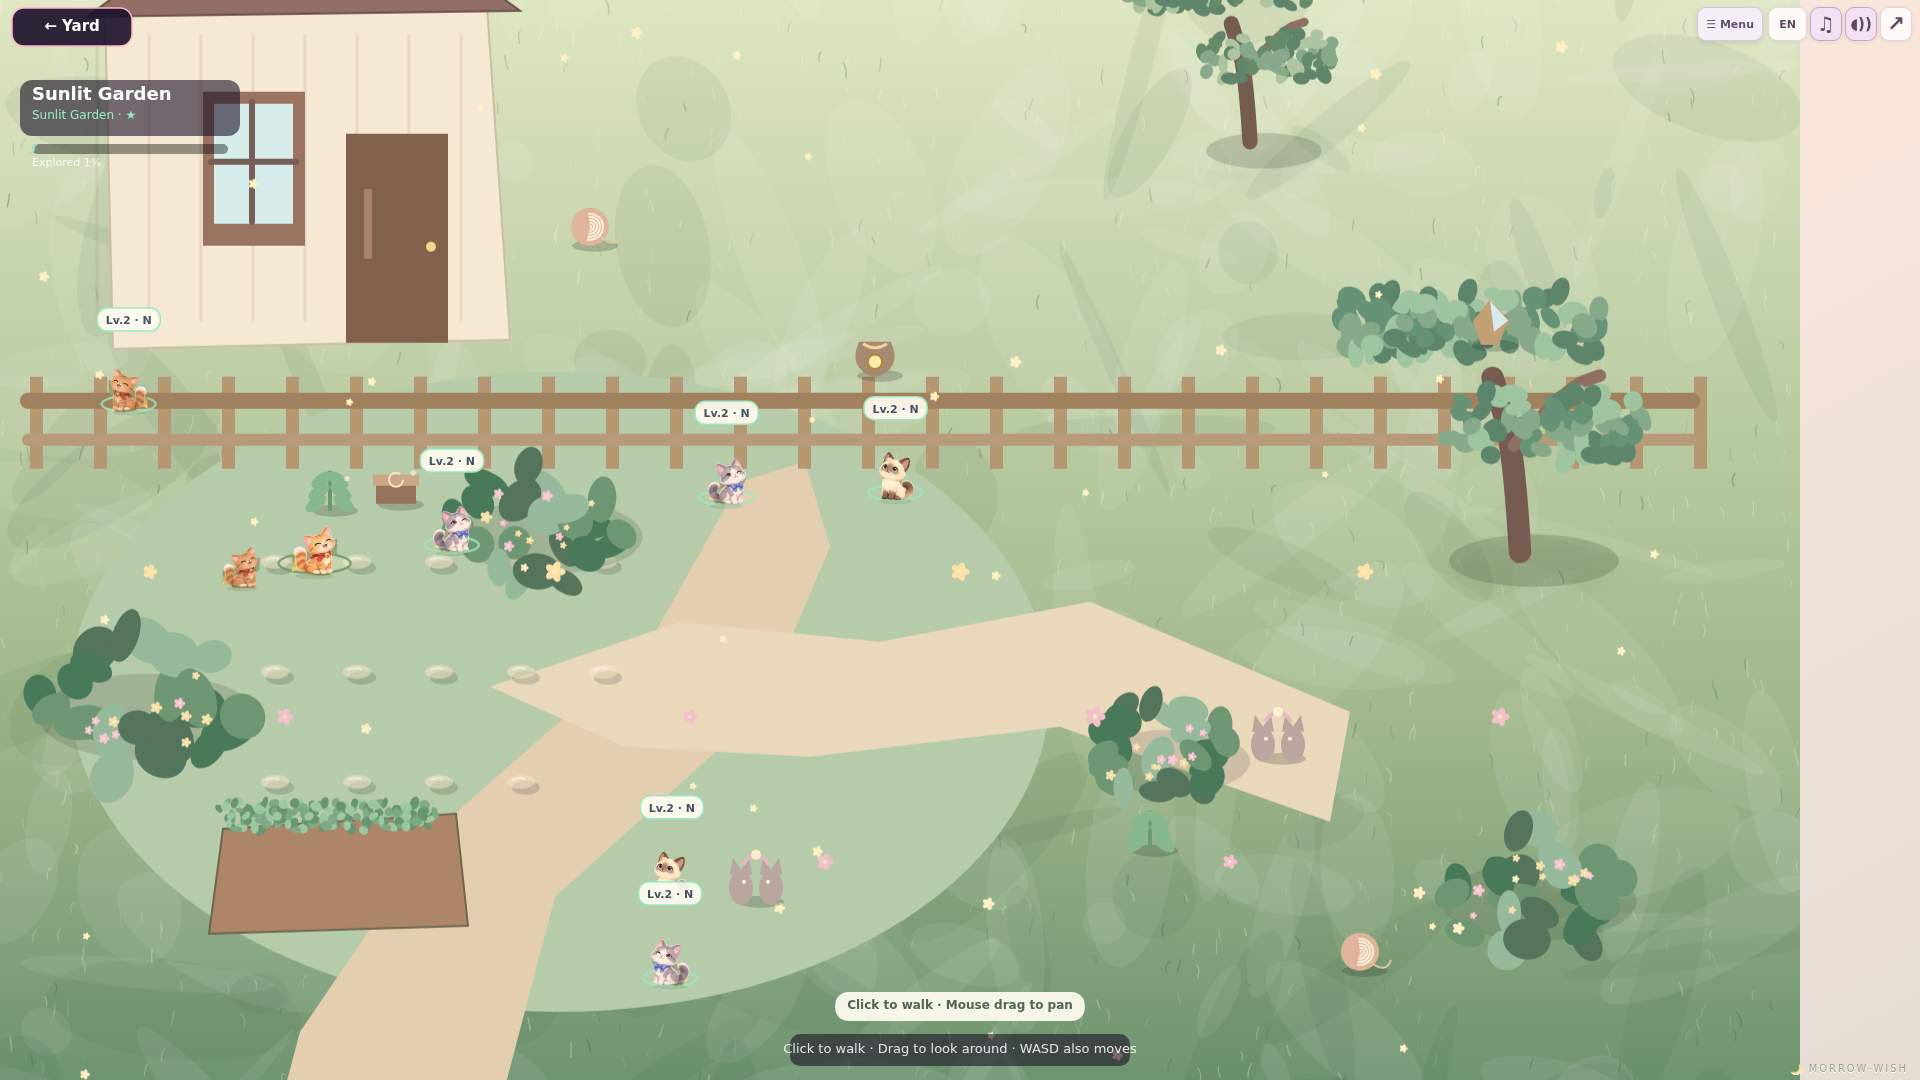 ← Yard
☰ Menu
EN
Sunlit Garden
Sunlit Garden · ★
Explored 1%
Lv.2 · N
Lv.2 · N
Lv.2 · N
Lv.2 · N
Lv.2 · N
Lv.2 · N
Click to walk · Mouse drag to pan
Click to walk · Drag to look around · WASD also moves
MORROW-WISH